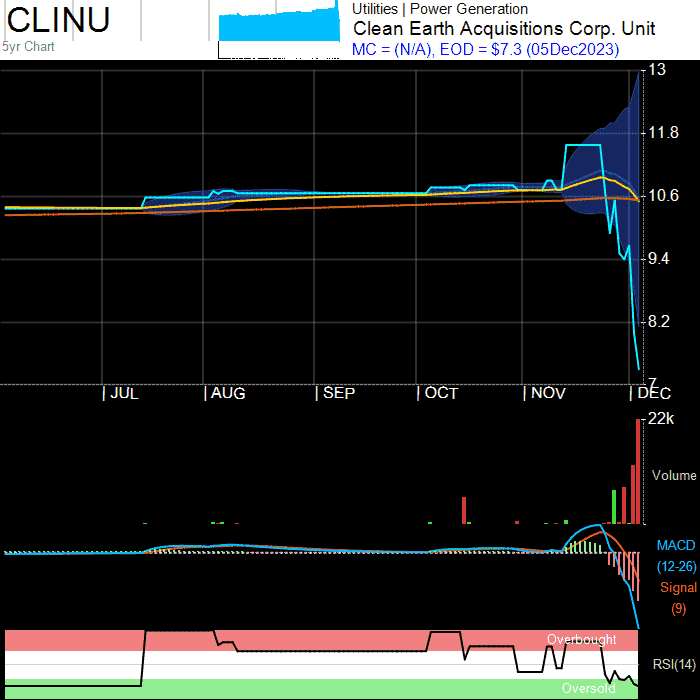 CLINU
5yr Chart
Utilities | Power Generation
Clean Earth Acquisitions Corp. Unit
MC = (N/A), EOD = $7.3 (05Dec2023)
13
11.8
10.6
9.4
8.2
7
JUL AUG SEP OCT NOV DEC
22k
Volume
MACD
(12-26)
Signal
(9)
Overbought
RSI(14)
Oversold